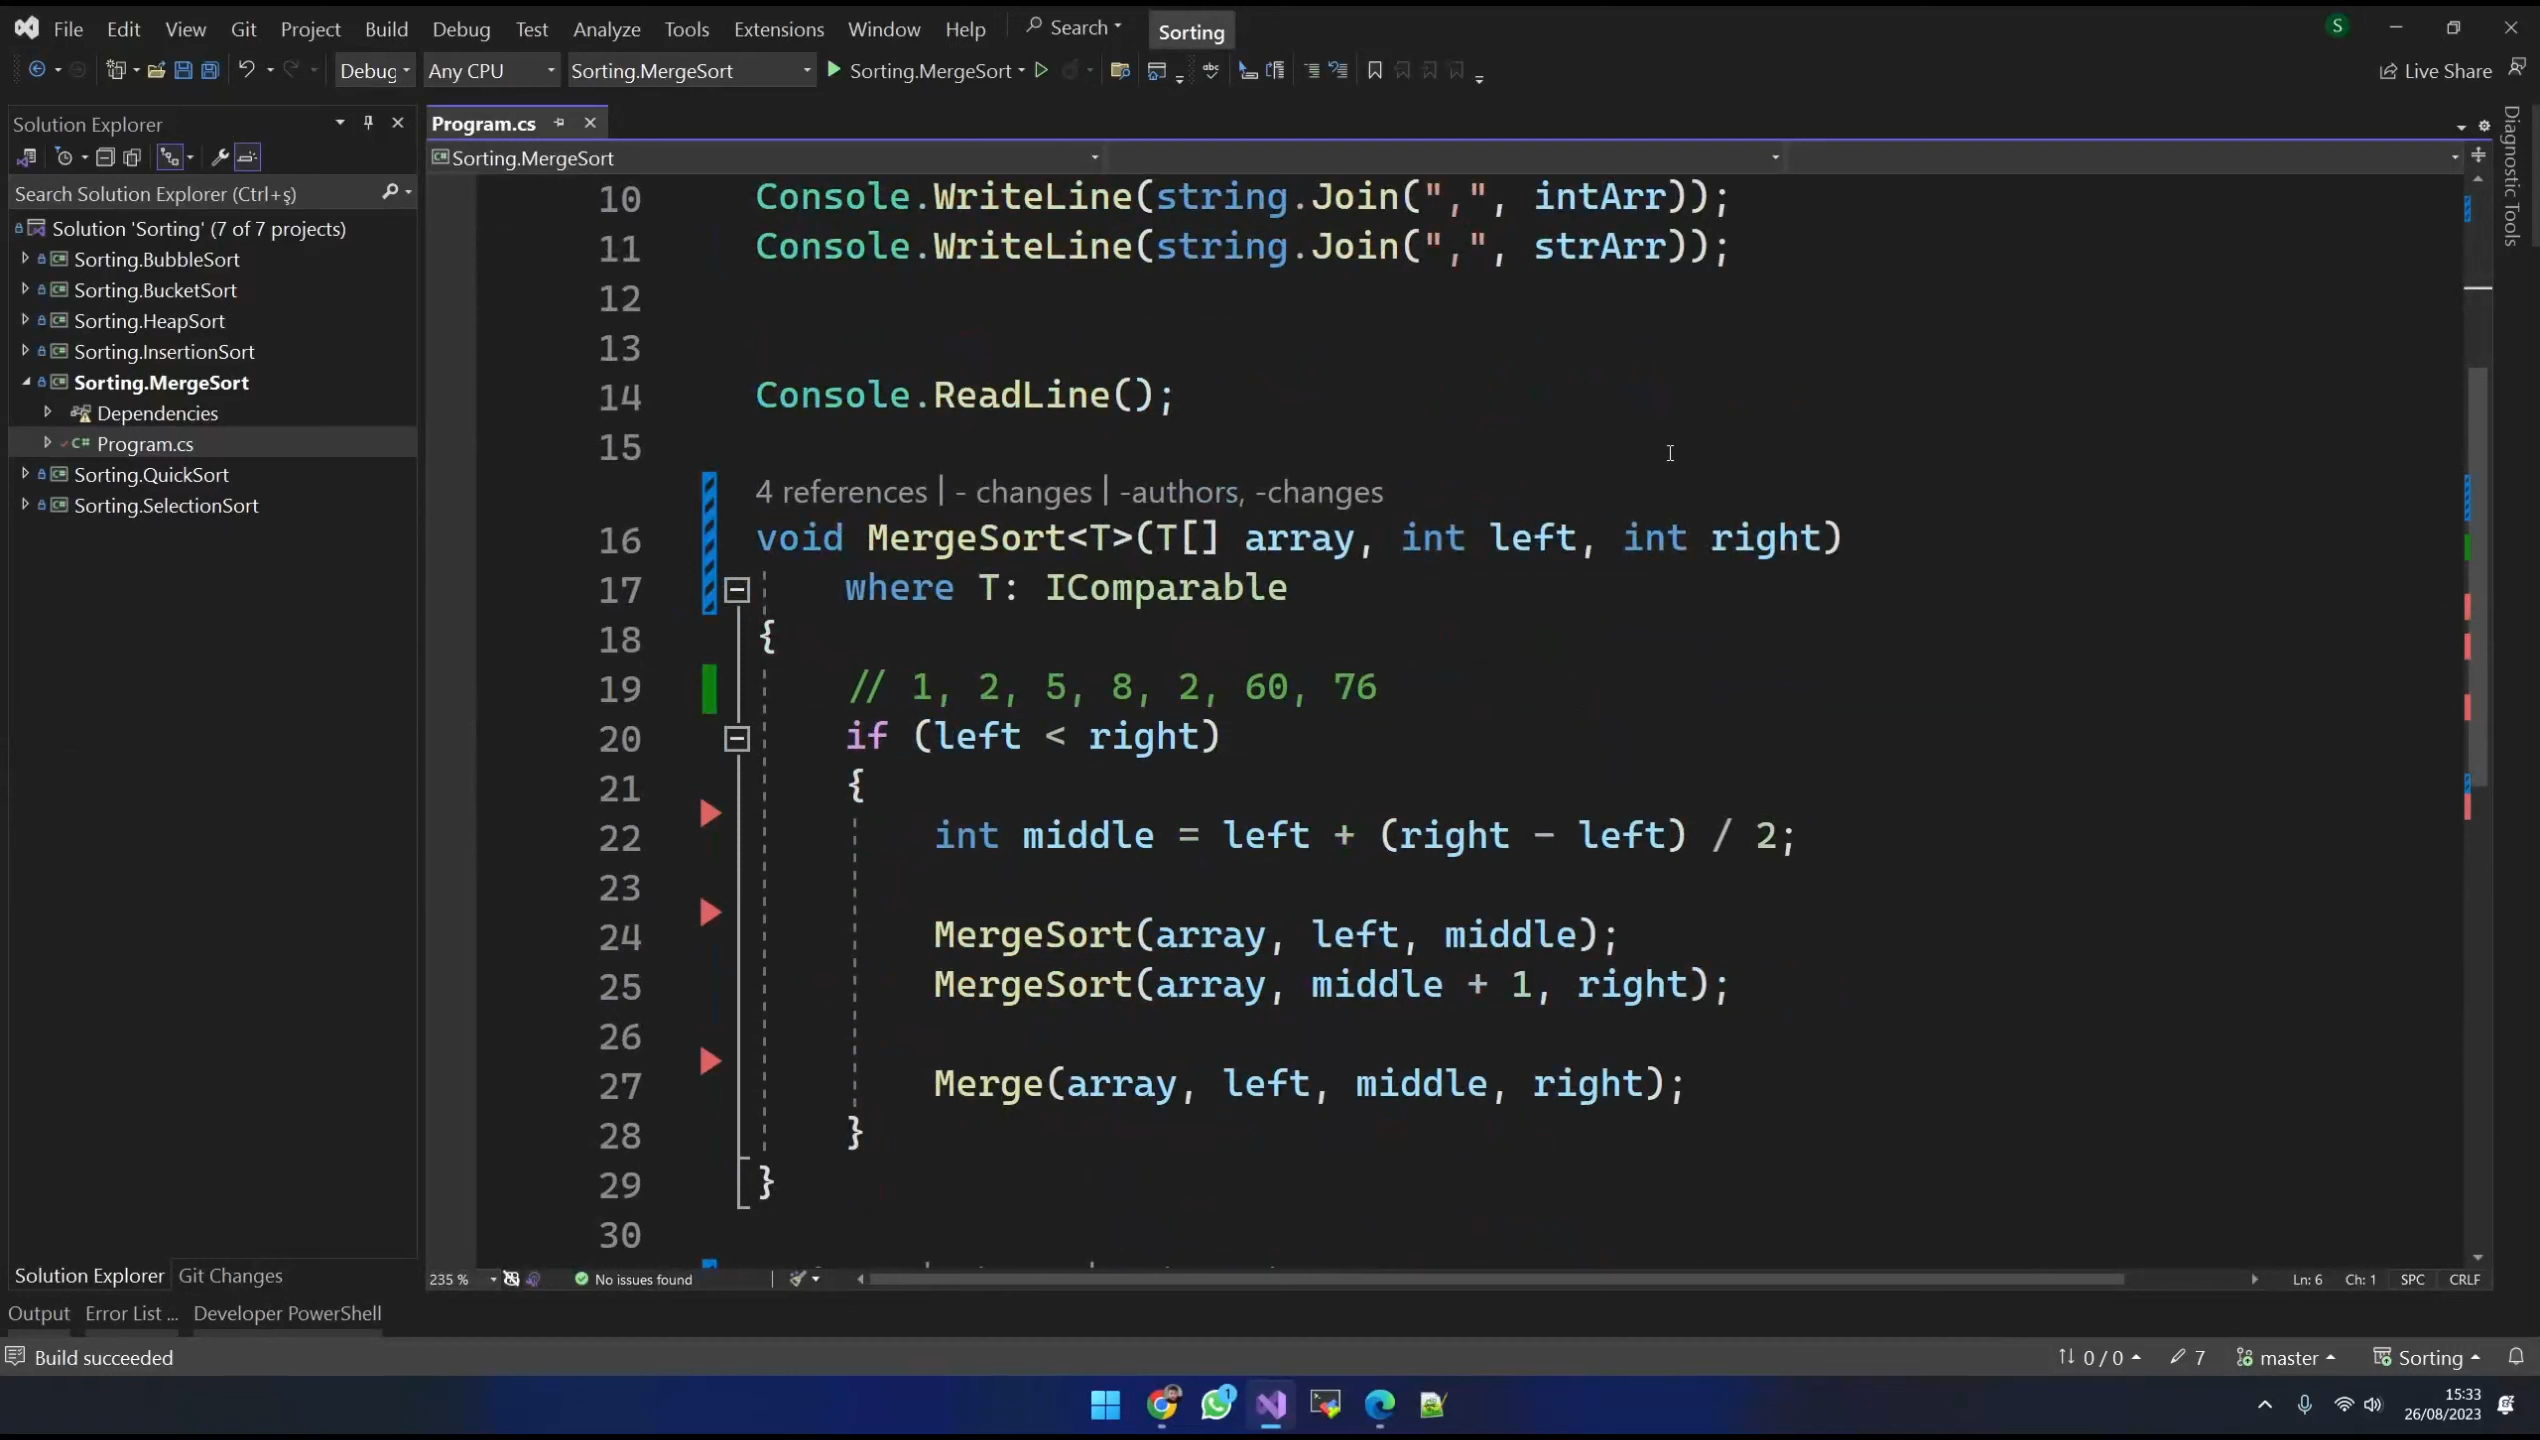 File Edit View Git Project Build Debug Test Analyze Tools Extensions Window Help Search Sorting S
Debug Any CPU Sorting.MergeSort Sorting.MergeSort Live Share
Solution Explorer
Search Solution Explorer (Ctrl+ş)
Solution 'Sorting' (7 of 7 projects)
Sorting.BubbleSort
Sorting.BucketSort
Sorting.HeapSort
Sorting.InsertionSort
Sorting.MergeSort
Dependencies
C# Program.cs
Sorting.QuickSort
Sorting.SelectionSort
Solution Explorer Git Changes
Program.cs
Sorting.MergeSort
10 Console.WriteLine(string.Join(",", intArr));
11 Console.WriteLine(string.Join(",", strArr));
12
13
14 Console.ReadLine();
15
4 references | - changes | -authors, -changes
16 void MergeSort<T>(T[] array, int left, int right)
17 where T: IComparable
18 {
19 // 1, 2, 5, 8, 2, 60, 76
20 if (left < right)
21 {
22 int middle = left + (right - left) / 2;
23
24 MergeSort(array, left, middle);
25 MergeSort(array, middle + 1, right);
26
27 Merge(array, left, middle, right);
28 }
29 }
30
235 % No issues found Ln: 6 Ch: 1 SPC CRLF
Diagnostic Tools
Output Error List ... Developer PowerShell
Build succeeded 0 / 0 7 master Sorting
1
15:33
26/08/2023